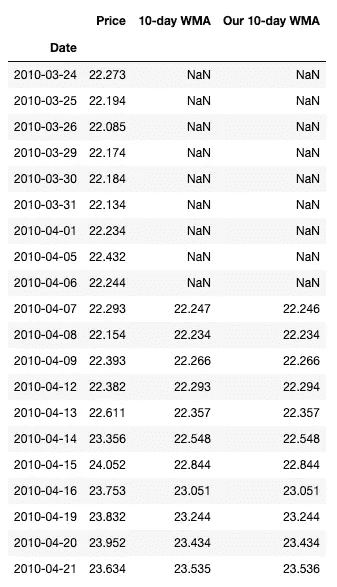 Price 10-day WMA Our 10-day WMA
Date
2010-03-24 22.273 NaN NaN
2010-03-25 22.194 NaN NaN
2010-03-26 22.085 NaN NaN
2010-03-29 22.174 NaN NaN
2010-03-30 22.184 NaN NaN
2010-03-31 22.134 NaN NaN
2010-04-01 22.234 NaN NaN
2010-04-05 22.432 NaN NaN
2010-04-06 22.244 NaN NaN
2010-04-07 22.293 22.247 22.246
2010-04-08 22.154 22.234 22.234
2010-04-09 22.393 22.266 22.266
2010-04-12 22.382 22.293 22.294
2010-04-13 22.611 22.357 22.357
2010-04-14 23.356 22.548 22.548
2010-04-15 24.052 22.844 22.844
2010-04-16 23.753 23.051 23.051
2010-04-19 23.832 23.244 23.244
2010-04-20 23.952 23.434 23.434
2010-04-21 23.634 23.535 23.536